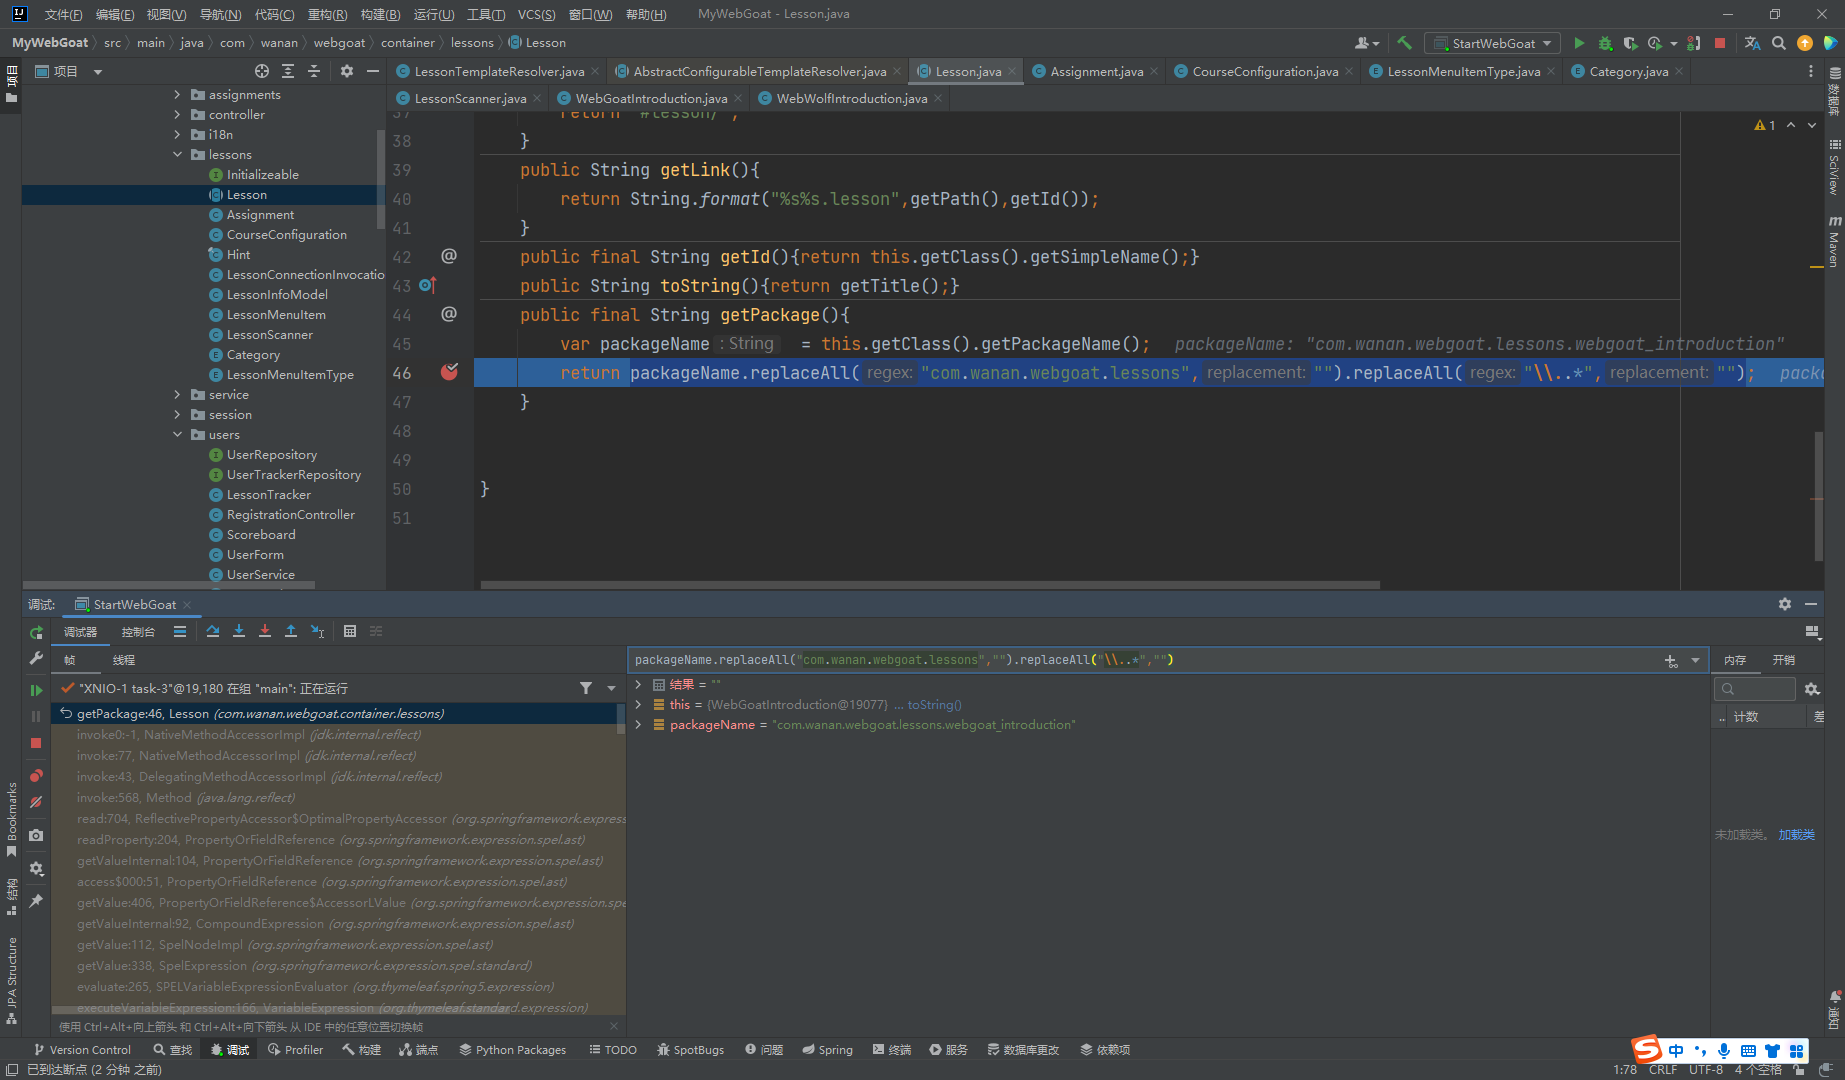 文件(F) 编辑(E) 视图(V) 导航(N) 代码(C) 重构(R) 构建(B) 运行(U) 工具(T) VCS(S) 窗口(W) 帮助(H) MyWebGoat - Lesson.java
MyWebGoat src main java com wanan webgoat container lessons Lesson
StartWebGoat
项目
项目
LessonTemplateResolver.java AbstractConfigurableTemplateResolver.java Lesson.java Assignment.java CourseConfiguration.java LessonMenuItemType.java Category.java
LessonScanner.java WebGoatIntroduction.java WebWolfIntroduction.java
assignments
controller
i18n
lessons
Initializeable
Lesson
Assignment
CourseConfiguration
Hint
LessonConnectionInvocatio
LessonInfoModel
LessonMenuItem
LessonScanner
Category
LessonMenuItemType
service
session
users
UserRepository
UserTrackerRepository
LessonTracker
RegistrationController
Scoreboard
UserForm
UserService
1
37 return "#lesson/";
38 }
39 public String getLink(){
40 return String.format("%s%s.lesson",getPath(),getId());
41 }
42 @ public final String getId(){return this.getClass().getSimpleName();}
43 public String toString(){return getTitle();}
44 @ public final String getPackage(){
45 var packageName : String = this.getClass().getPackageName(); packageName: "com.wanan.webgoat.lessons.webgoat_introduction"
46 return packageName.replaceAll( regex: "com.wanan.webgoat.lessons", replacement: "").replaceAll( regex: "\\..*", replacement: ""); packa
47 }
48
49
50 }
51
数据库
SciView
m Maven
通知
调试: StartWebGoat
调试器 控制台
帧 线程
"XNIO-1 task-3"@19,180 在组 "main": 正在运行
getPackage:46, Lesson (com.wanan.webgoat.container.lessons)
invoke0:-1, NativeMethodAccessorImpl (jdk.internal.reflect)
invoke:77, NativeMethodAccessorImpl (jdk.internal.reflect)
invoke:43, DelegatingMethodAccessorImpl (jdk.internal.reflect)
invoke:568, Method (java.lang.reflect)
read:704, ReflectivePropertyAccessor$OptimalPropertyAccessor (org.springframework.express
readProperty:204, PropertyOrFieldReference (org.springframework.expression.spel.ast)
getValueInternal:104, PropertyOrFieldReference (org.springframework.expression.spel.ast)
access$000:51, PropertyOrFieldReference (org.springframework.expression.spel.ast)
getValue:406, PropertyOrFieldReference$AccessorLValue (org.springframework.expression.spe
getValueInternal:92, CompoundExpression (org.springframework.expression.spel.ast)
getValue:112, SpelNodeImpl (org.springframework.expression.spel.ast)
getValue:338, SpelExpression (org.springframework.expression.spel.standard)
evaluate:265, SPELVariableExpressionEvaluator (org.thymeleaf.spring5.expression)
executeVariableExpression:166, VariableExpression (org.thymeleaf.standard.expression)
使用 Ctrl+Alt+向上箭头 和 Ctrl+Alt+向下箭头 从 IDE 中的任意位置切换帧
packageName.replaceAll("com.wanan.webgoat.lessons","").replaceAll("\\..*","")
结果 = ""
this = {WebGoatIntroduction@19077} ... toString()
packageName = "com.wanan.webgoat.lessons.webgoat_introduction"
内存 开销
.. 计数 差
未加载类。 加载类
Bookmarks
结构
JPA Structure
Version Control 查找 调试 Profiler 构建 端点 Python Packages TODO SpotBugs 问题 Spring 终端 服务 数据库更改 依赖项
中
已到达断点 (2 分钟 之前) 1:78 CRLF UTF-8 4 个空格